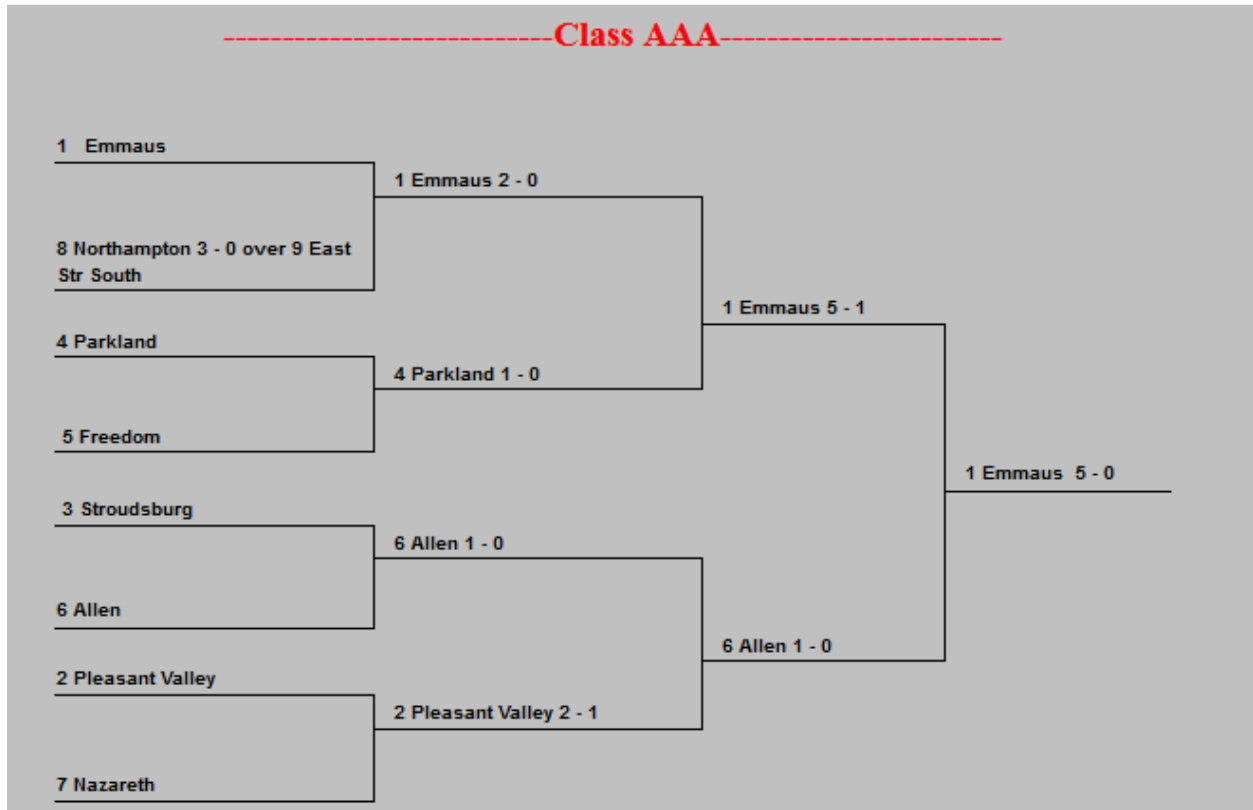 ---------------------------Class AAA------------------------
1 Emmaus
1 Emmaus 2 - 0
8 Northampton 3 - 0 over 9 East
Str South
1 Emmaus 5 - 1
4 Parkland
4 Parkland 1 - 0
5 Freedom
1 Emmaus 5 - 0
3 Stroudsburg
6 Allen 1 - 0
6 Allen
6 Allen 1 - 0
2 Pleasant Valley
2 Pleasant Valley 2 - 1
7 Nazareth